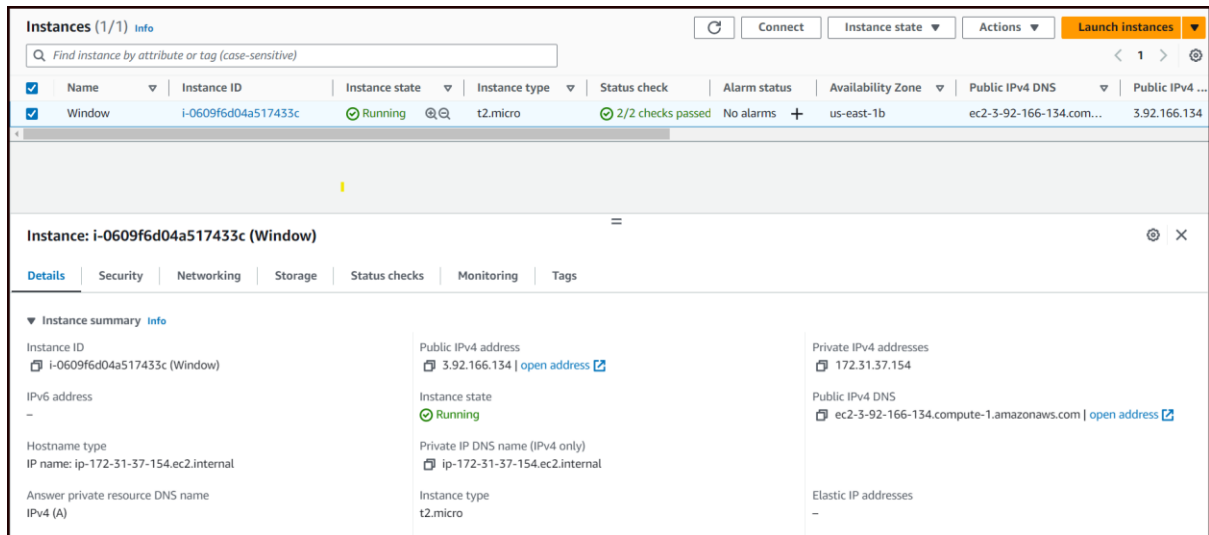 Instances (1/1) Info
Connect
Instance state
Actions
Launch instances
Find instance by attribute or tag (case-sensitive)
1
Name Instance ID Instance state Instance type Status check Alarm status Availability Zone Public IPv4 DNS Public IPv4 ...
Window i-0609f6d04a517433c Running t2.micro 2/2 checks passed No alarms + us-east-1b ec2-3-92-166-134.com... 3.92.166.134
Instance: i-0609f6d04a517433c (Window)
Details Security Networking Storage Status checks Monitoring Tags
Instance summary Info
Instance ID
i-0609f6d04a517433c (Window)
Public IPv4 address
3.92.166.134 | open address
Private IPv4 addresses
172.31.37.154
IPv6 address
–
Instance state
Running
Public IPv4 DNS
ec2-3-92-166-134.compute-1.amazonaws.com | open address
Hostname type
IP name: ip-172-31-37-154.ec2.internal
Private IP DNS name (IPv4 only)
ip-172-31-37-154.ec2.internal
Answer private resource DNS name
IPv4 (A)
Instance type
t2.micro
Elastic IP addresses
–